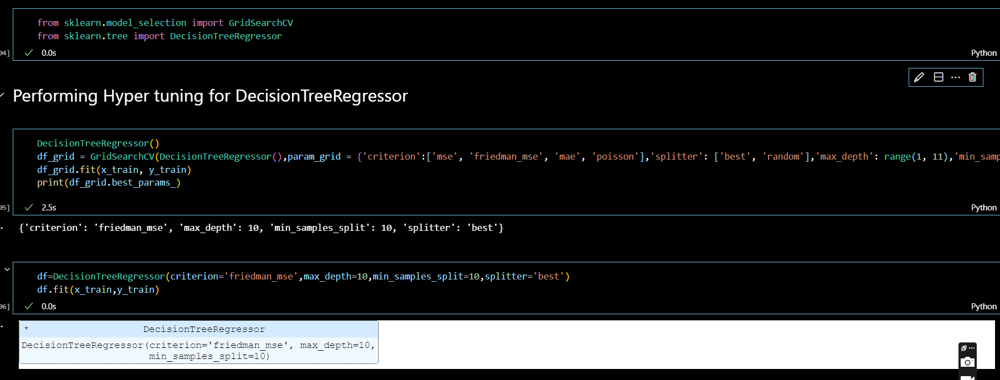 from sklearn.model_selection import GridSearchCV
from sklearn.tree import DecisionTreeRegressor
04]
0.0s
Python
Performing Hyper tuning for DecisionTreeRegressor
DecisionTreeRegressor()
df_grid = GridSearchCV(DecisionTreeRegressor(),param_grid = {'criterion':['mse', 'friedman_mse', 'mae', 'poisson'],'splitter': ['best', 'random'],'max_depth': range(1, 11),'min_samp
df_grid.fit(x_train, y_train)
print(df_grid.best_params_)
05]
2.5s
Python
{'criterion': 'friedman_mse', 'max_depth': 10, 'min_samples_split': 10, 'splitter': 'best'}
df=DecisionTreeRegressor(criterion='friedman_mse',max_depth=10,min_samples_split=10,splitter='best')
df.fit(x_train,y_train)
06]
0.0s
Python
DecisionTreeRegressor
DecisionTreeRegressor(criterion='friedman_mse', max_depth=10,
min_samples_split=10)